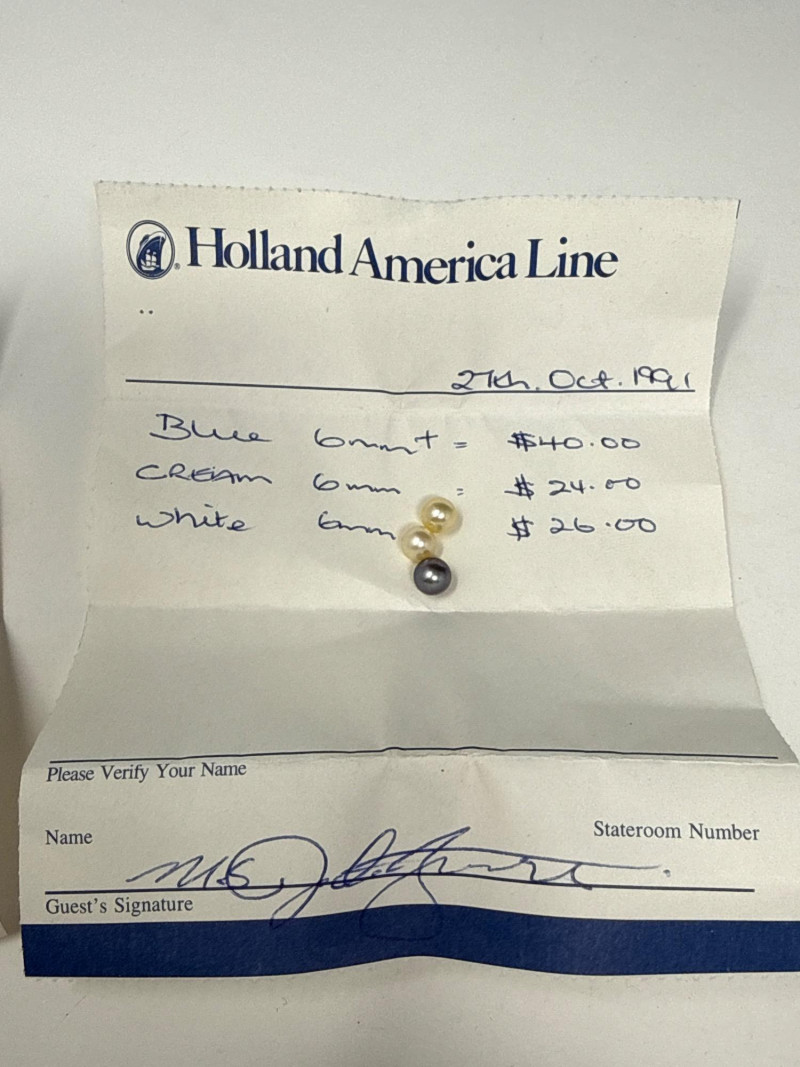 Holland America Line
27th. Oct. 1991
Blue 6mm+ = $40.00
CREAM 6mm = $24.00
White 6mm $26.00
Please Verify Your Name
Name Stateroom Number
Guest's Signature